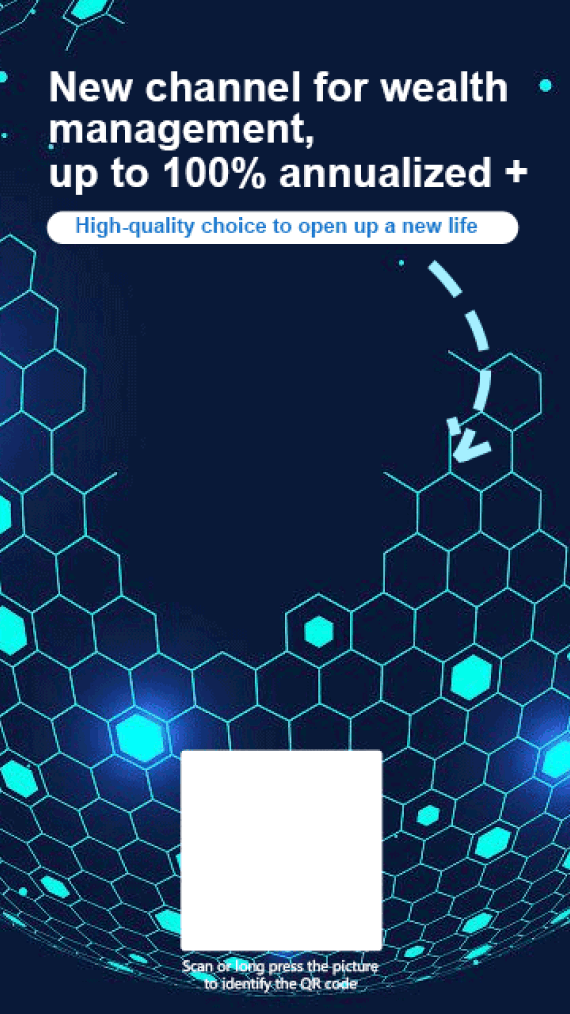 New channel for wealth
management,
up to 100% annualized +
High-quality choice to open up a new life
Scan or long press the picture
to identify the QR code